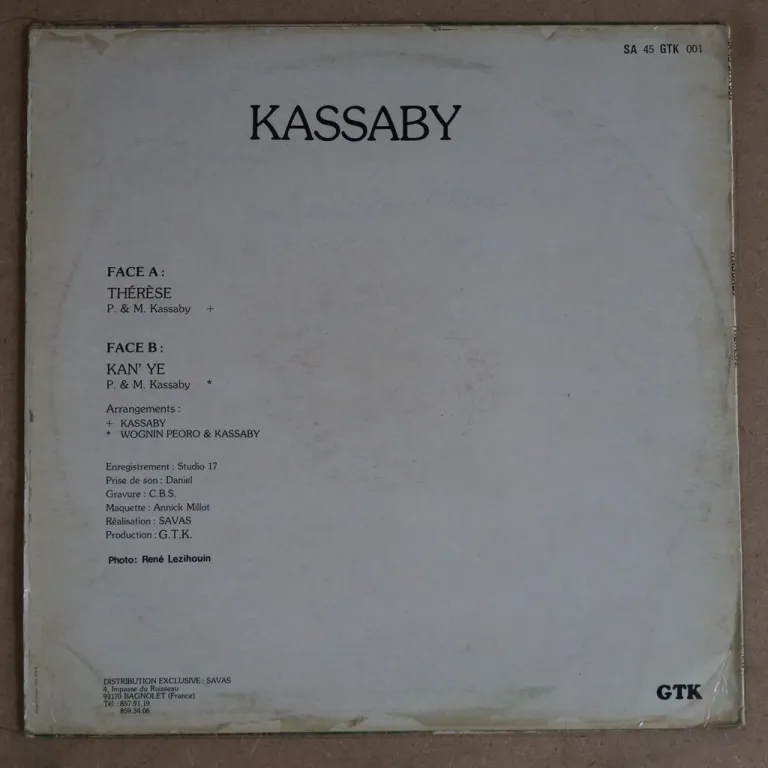 SA 45 GTK 001
KASSABY
FACE A :
THÉRÈSE
P. & M. Kassaby +
FACE B :
KAN' YE
P. & M. Kassaby *
Arrangements :
+ KASSABY
* WOGNIN PEORO & KASSABY
Enregistrement : Studio 17
Prise de son : Daniel
Gravure : C.B.S.
Maquette : Annick Millot
Réalisation : SAVAS
Production : G.T.K.
Photo: René Lezihouin
DISTRIBUTION EXCLUSIVE : SAVAS
4, Impasse du Ruisseau
93170 BAGNOLET (France)
Tél. : 857.91.19
859.34.06
GTK